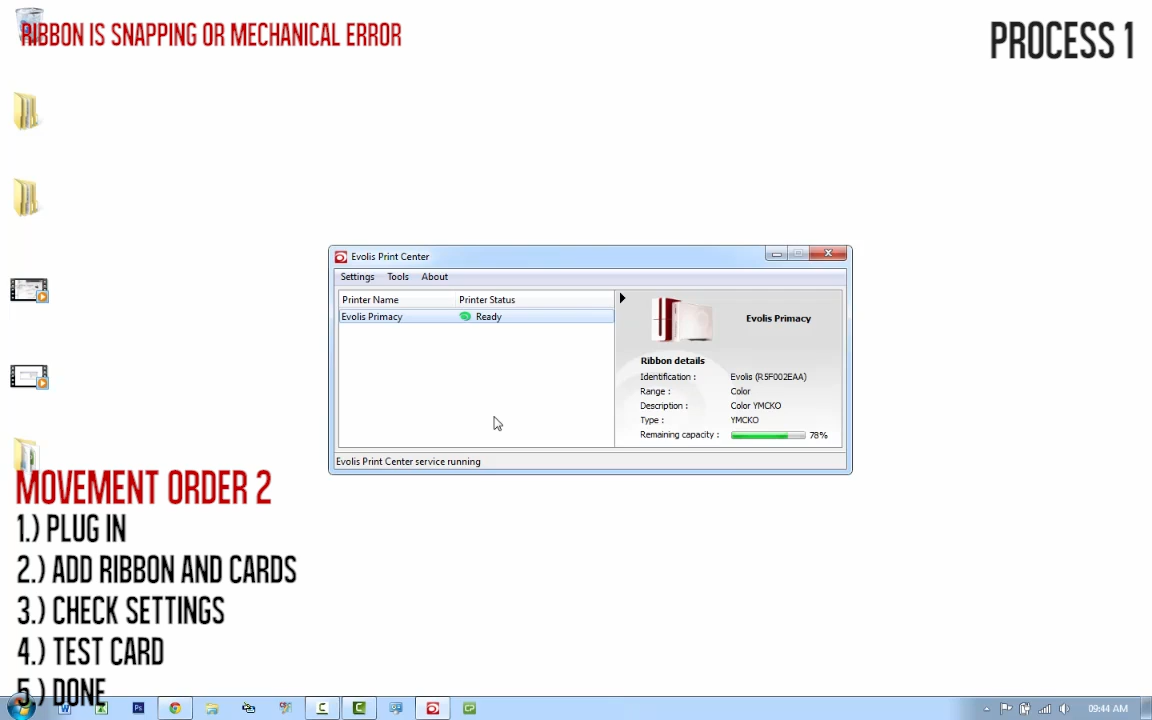 RIBBON IS SNAPPING OR MECHANICAL ERROR
PROCESS 1
Evolis Print Center
Settings Tools About
Printer Name Printer Status
Evolis Primacy Ready
Evolis Primacy
Ribbon details
Identification : Evolis (R5F002EAA)
Range : Color
Description : Color YMCKO
Type : YMCKO
Remaining capacity : 78%
Evolis Print Center service running
MOVEMENT ORDER 2
1.) PLUG IN
2.) ADD RIBBON AND CARDS
3.) CHECK SETTINGS
4.) TEST CARD
5.) DONE
09:44 AM